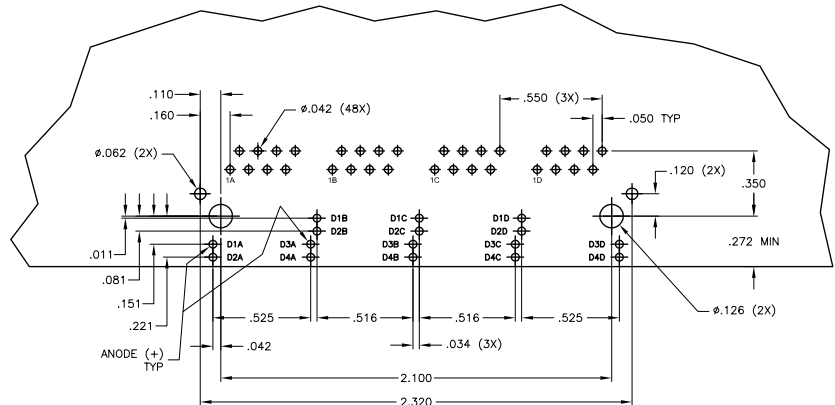 .110
.160
ø.042 (48X)
.550 (3X)
.050 TYP
ø.062 (2X)
1A
1B
1C
1D
.120 (2X)
.350
D1B
D1C
D1D
.011
D2B
D2C
D2D
.272 MIN
D1A
D3A
D3B
D3C
D3D
.081
D2A
D4A
D4B
D4C
D4D
.151
.221
.525
.516
.516
.525
ø.126 (2X)
ANODE (+)
TYP
.042
.034 (3X)
2.100
2.320